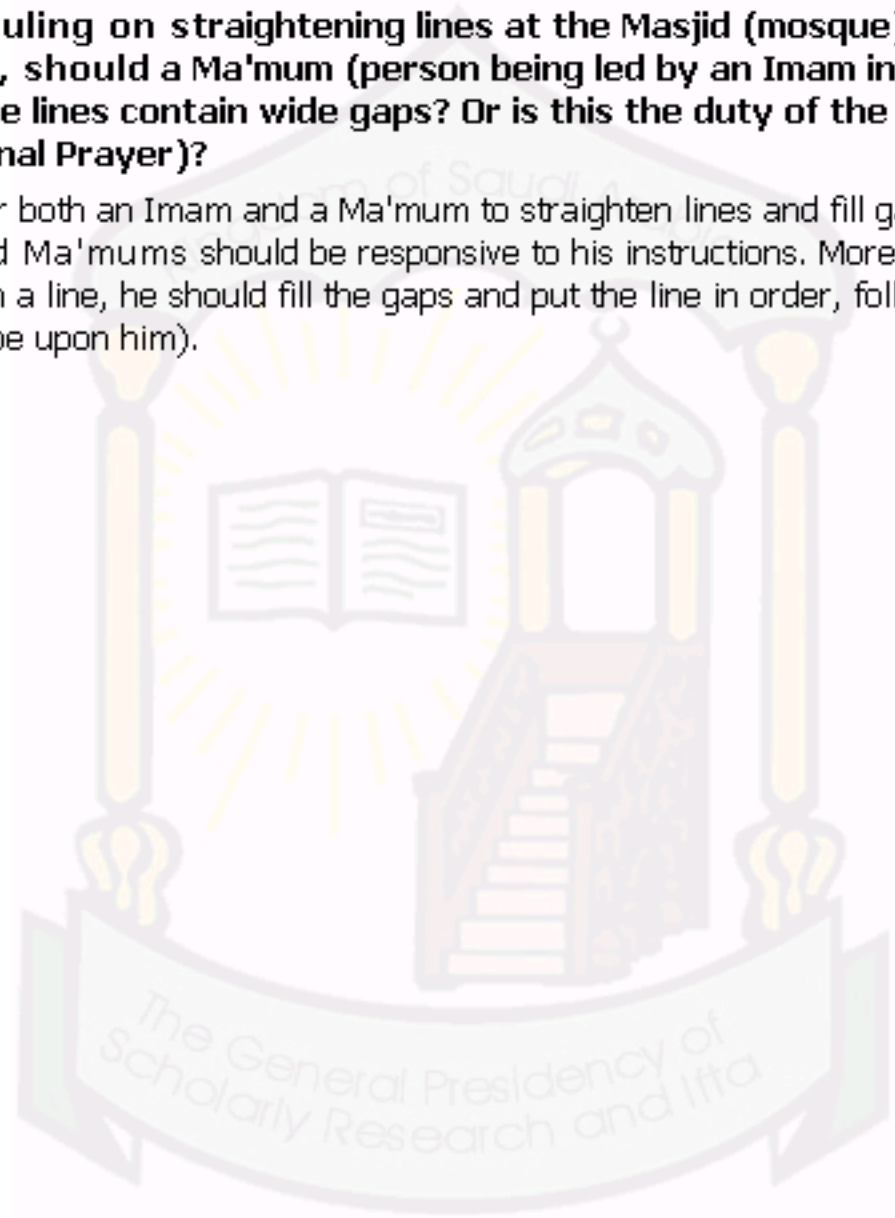 uling on straightening lines at the Masjid (mosque)
, should a Ma'mum (person being led by an Imam in
e lines contain wide gaps? Or is this the duty of the
nal Prayer)?
r both an Imam and a Ma'mum to straighten lines and fill g
d Ma'mums should be responsive to his instructions. More
n a line, he should fill the gaps and put the line in order, foll
be upon him).
Kingdom of Saudi Arabia
The General Presidency of
Scholarly Research and Ifta